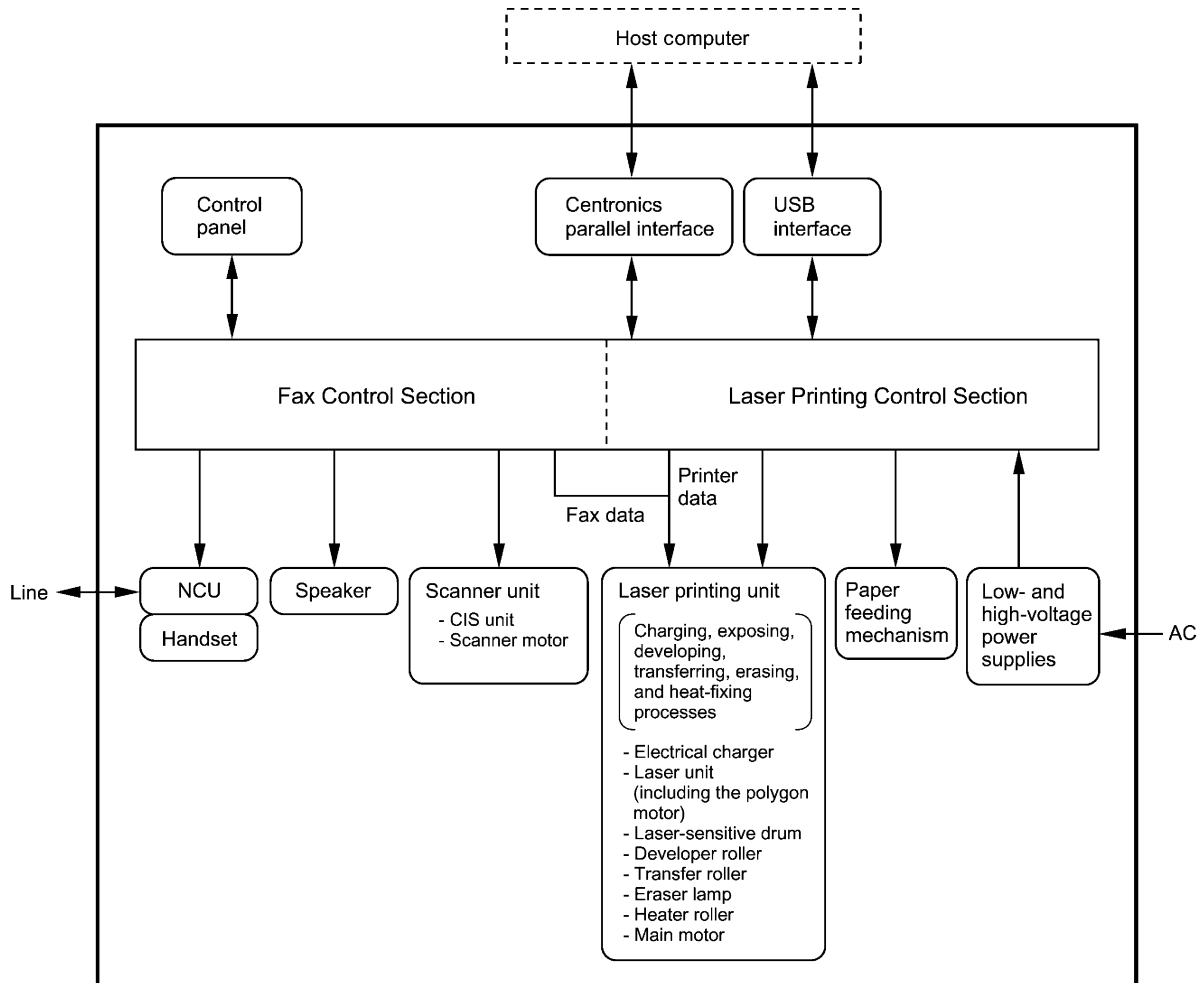 Host computer
Control
panel
Centronics
parallel interface
USB
interface
Fax Control Section
Laser Printing Control Section
Printer
data
Fax data
Line
NCU
Handset
Speaker
Scanner unit
- CIS unit
- Scanner motor
Laser printing unit
Charging, exposing,
developing,
transferring, erasing,
and heat-fixing
processes
- Electrical charger
- Laser unit
(including the polygon
motor)
- Laser-sensitive drum
- Developer roller
- Transfer roller
- Eraser lamp
- Heater roller
- Main motor
Paper
feeding
mechanism
Low- and
high-voltage
power
supplies
AC